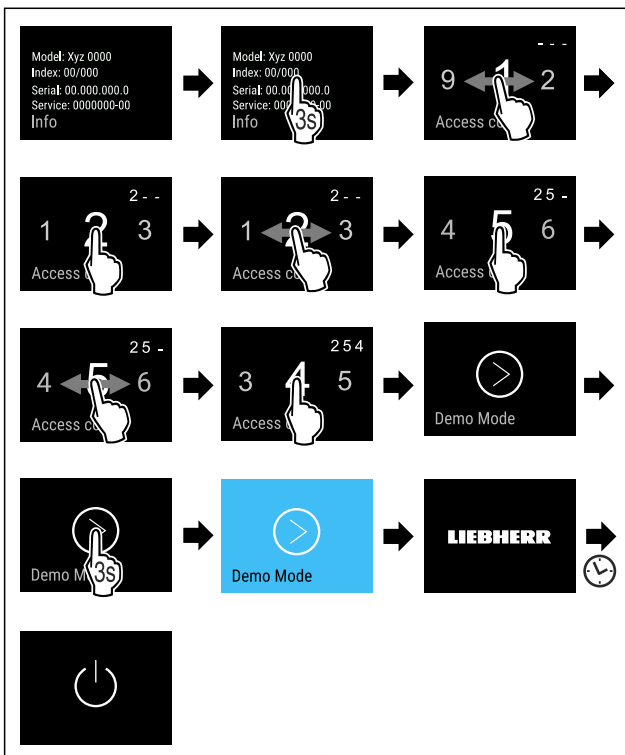 Model: Xyz 0000
Index: 00/000
Serial: 00.000.000.0
Service: 0000000-00
Info
Model: Xyz 0000
Index: 00/000
Serial: 00.00 000.0
Service: 00 000-00
Info
3s
- - -
9 1 2
Access c
2 - -
1 2 3
Access
2 - -
1 2 3
Access c
2 5 -
4 5 6
Access
2 5 -
4 5 6
Access c
2 5 4
3 4 5
Access
Demo Mode
Demo M
3s
Demo Mode
LIEBHERR